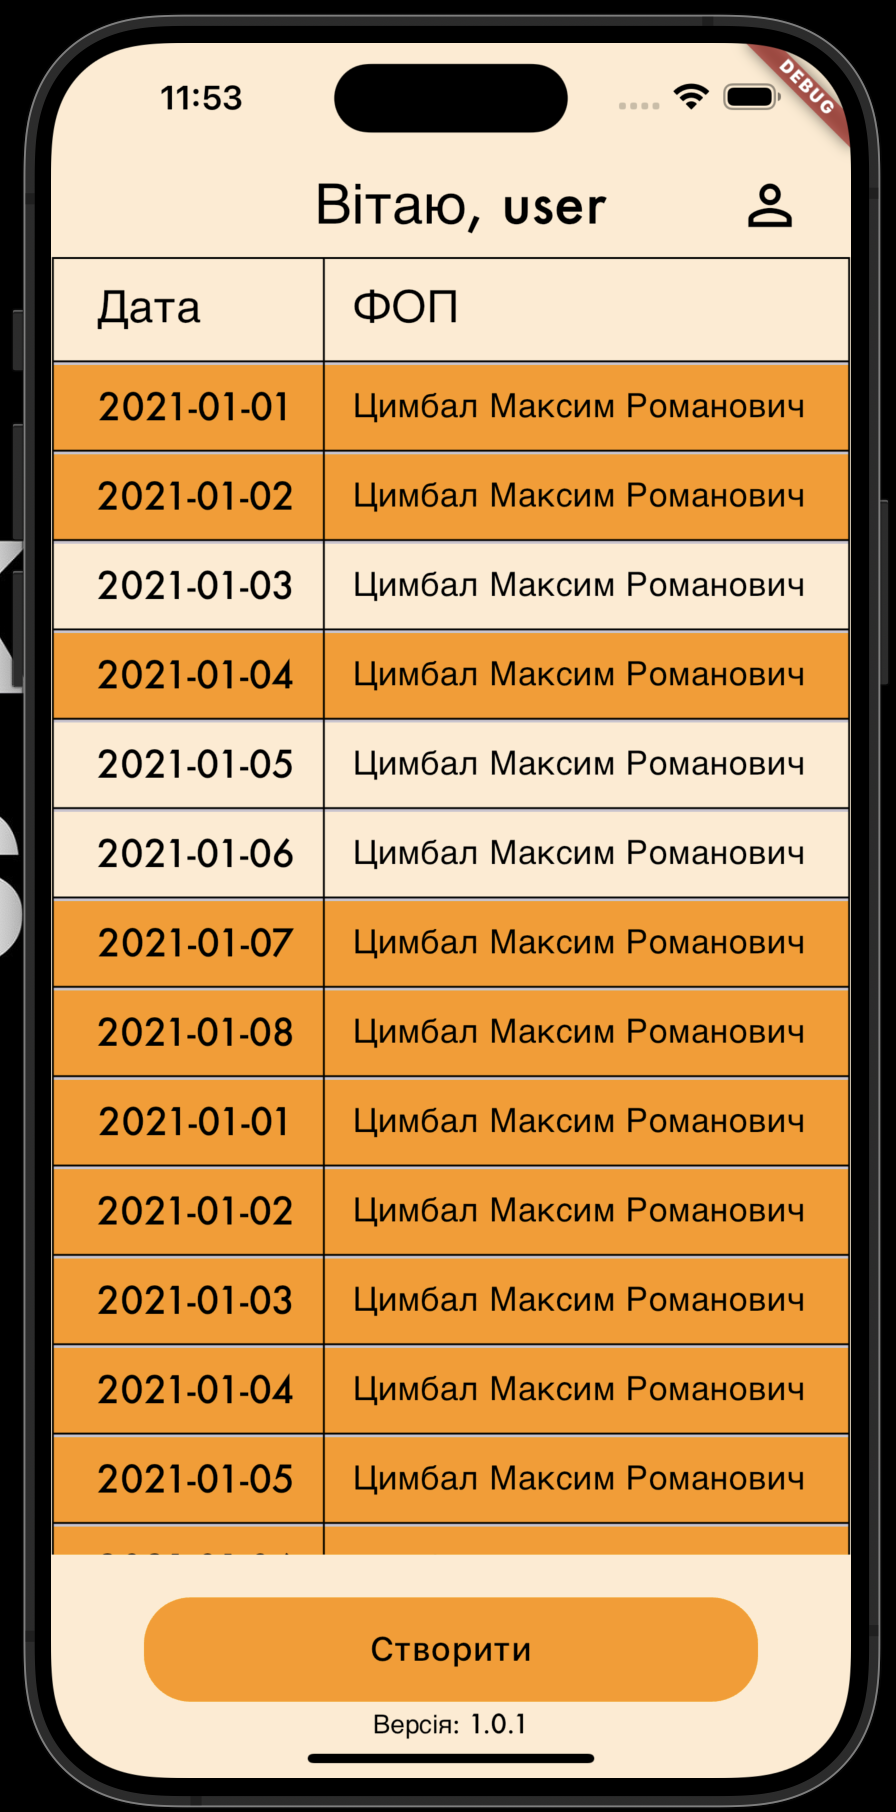 11:53
DEBUG
Вітаю, user
Дата ФОП
2021-01-01 Цимбал Максим Романович
2021-01-02 Цимбал Максим Романович
2021-01-03 Цимбал Максим Романович
2021-01-04 Цимбал Максим Романович
2021-01-05 Цимбал Максим Романович
2021-01-06 Цимбал Максим Романович
2021-01-07 Цимбал Максим Романович
2021-01-08 Цимбал Максим Романович
2021-01-01 Цимбал Максим Романович
2021-01-02 Цимбал Максим Романович
2021-01-03 Цимбал Максим Романович
2021-01-04 Цимбал Максим Романович
2021-01-05 Цимбал Максим Романович
Створити
Версія: 1.0.1